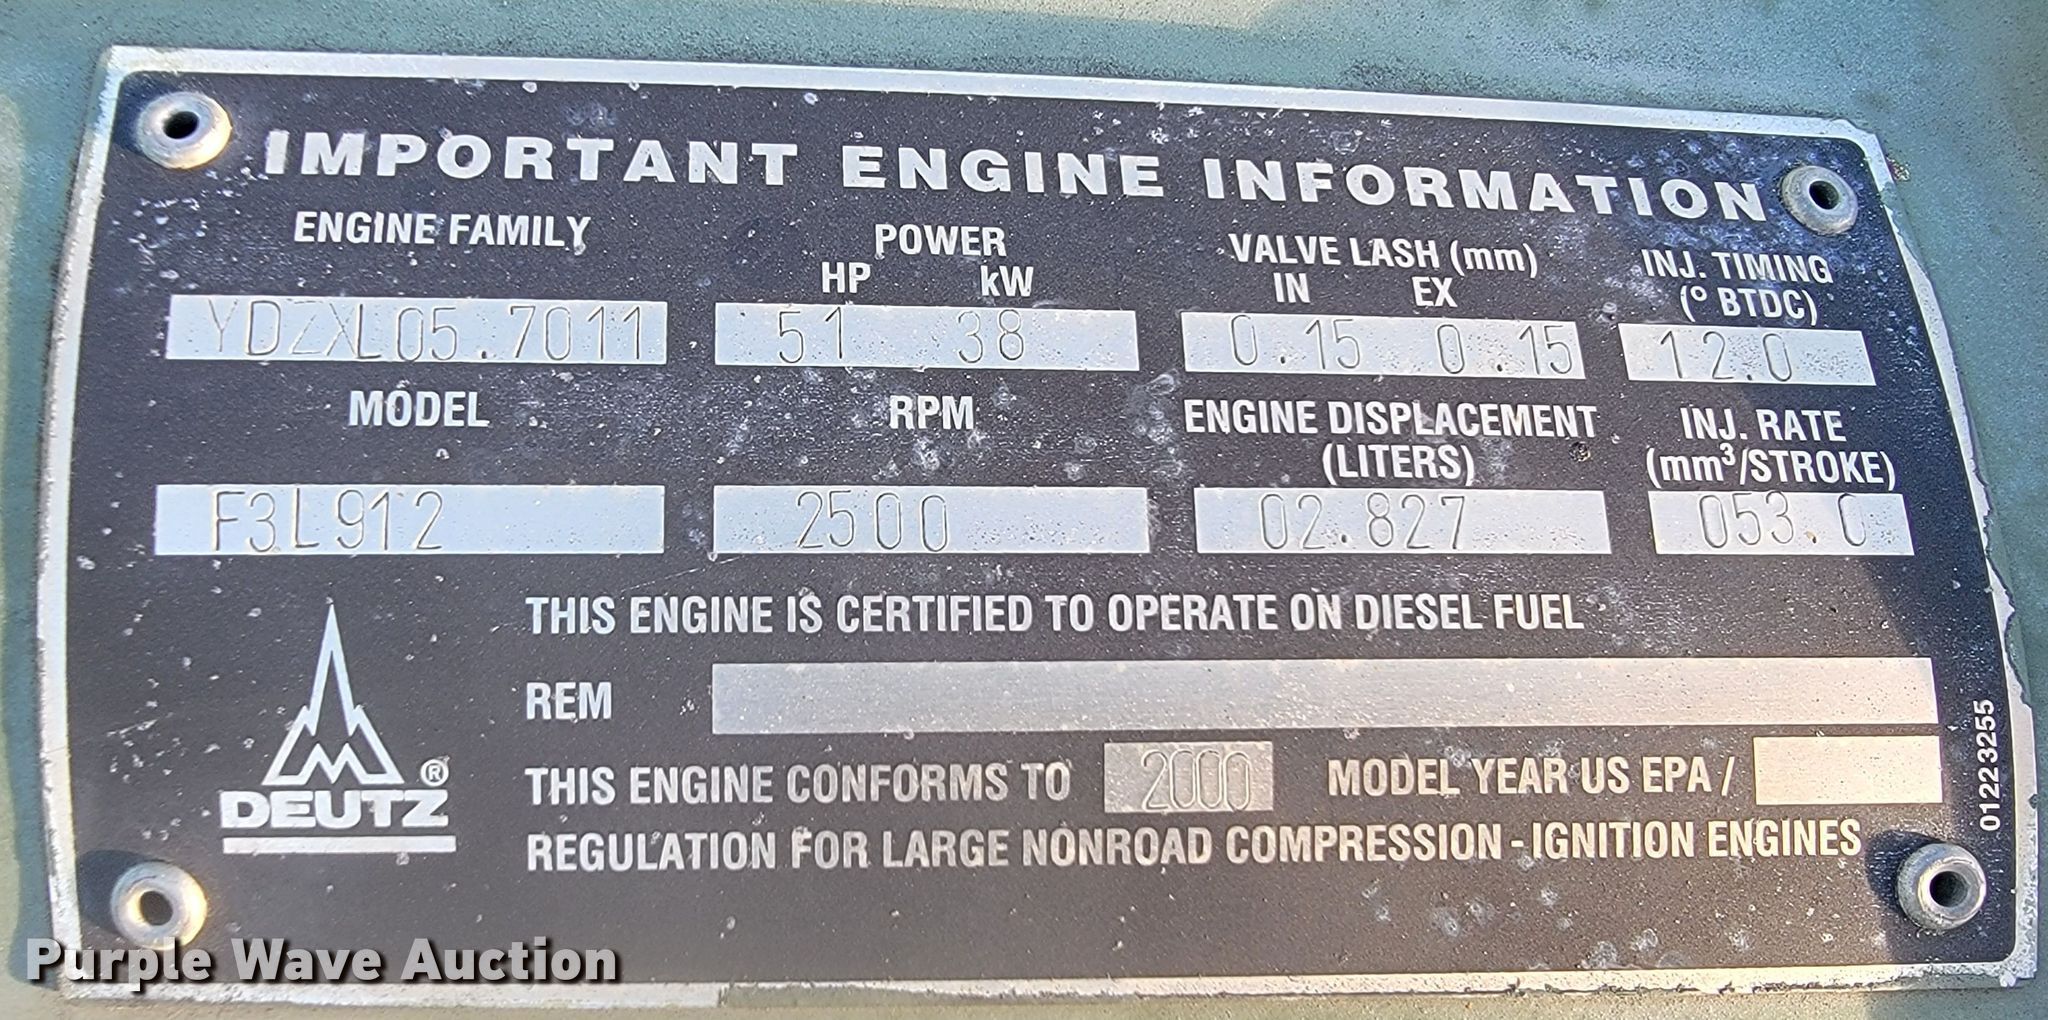 IMPORTANT ENGINE INFORMATION
ENGINE FAMILY POWER VALVE LASH (mm) INJ. TIMING
HP kW IN EX (° BTDC)
YDZXL05.7011 51 38 0.15 0.15 12.0
MODEL RPM ENGINE DISPLACEMENT INJ. RATE
(LITERS) (mm³/STROKE)
F3L912 2500 02.827 053.0
THIS ENGINE IS CERTIFIED TO OPERATE ON DIESEL FUEL
REM
THIS ENGINE CONFORMS TO 2000 MODEL YEAR US EPA /
REGULATION FOR LARGE NONROAD COMPRESSION-IGNITION ENGINES
DEUTZ ®
01223255
Purple Wave Auction